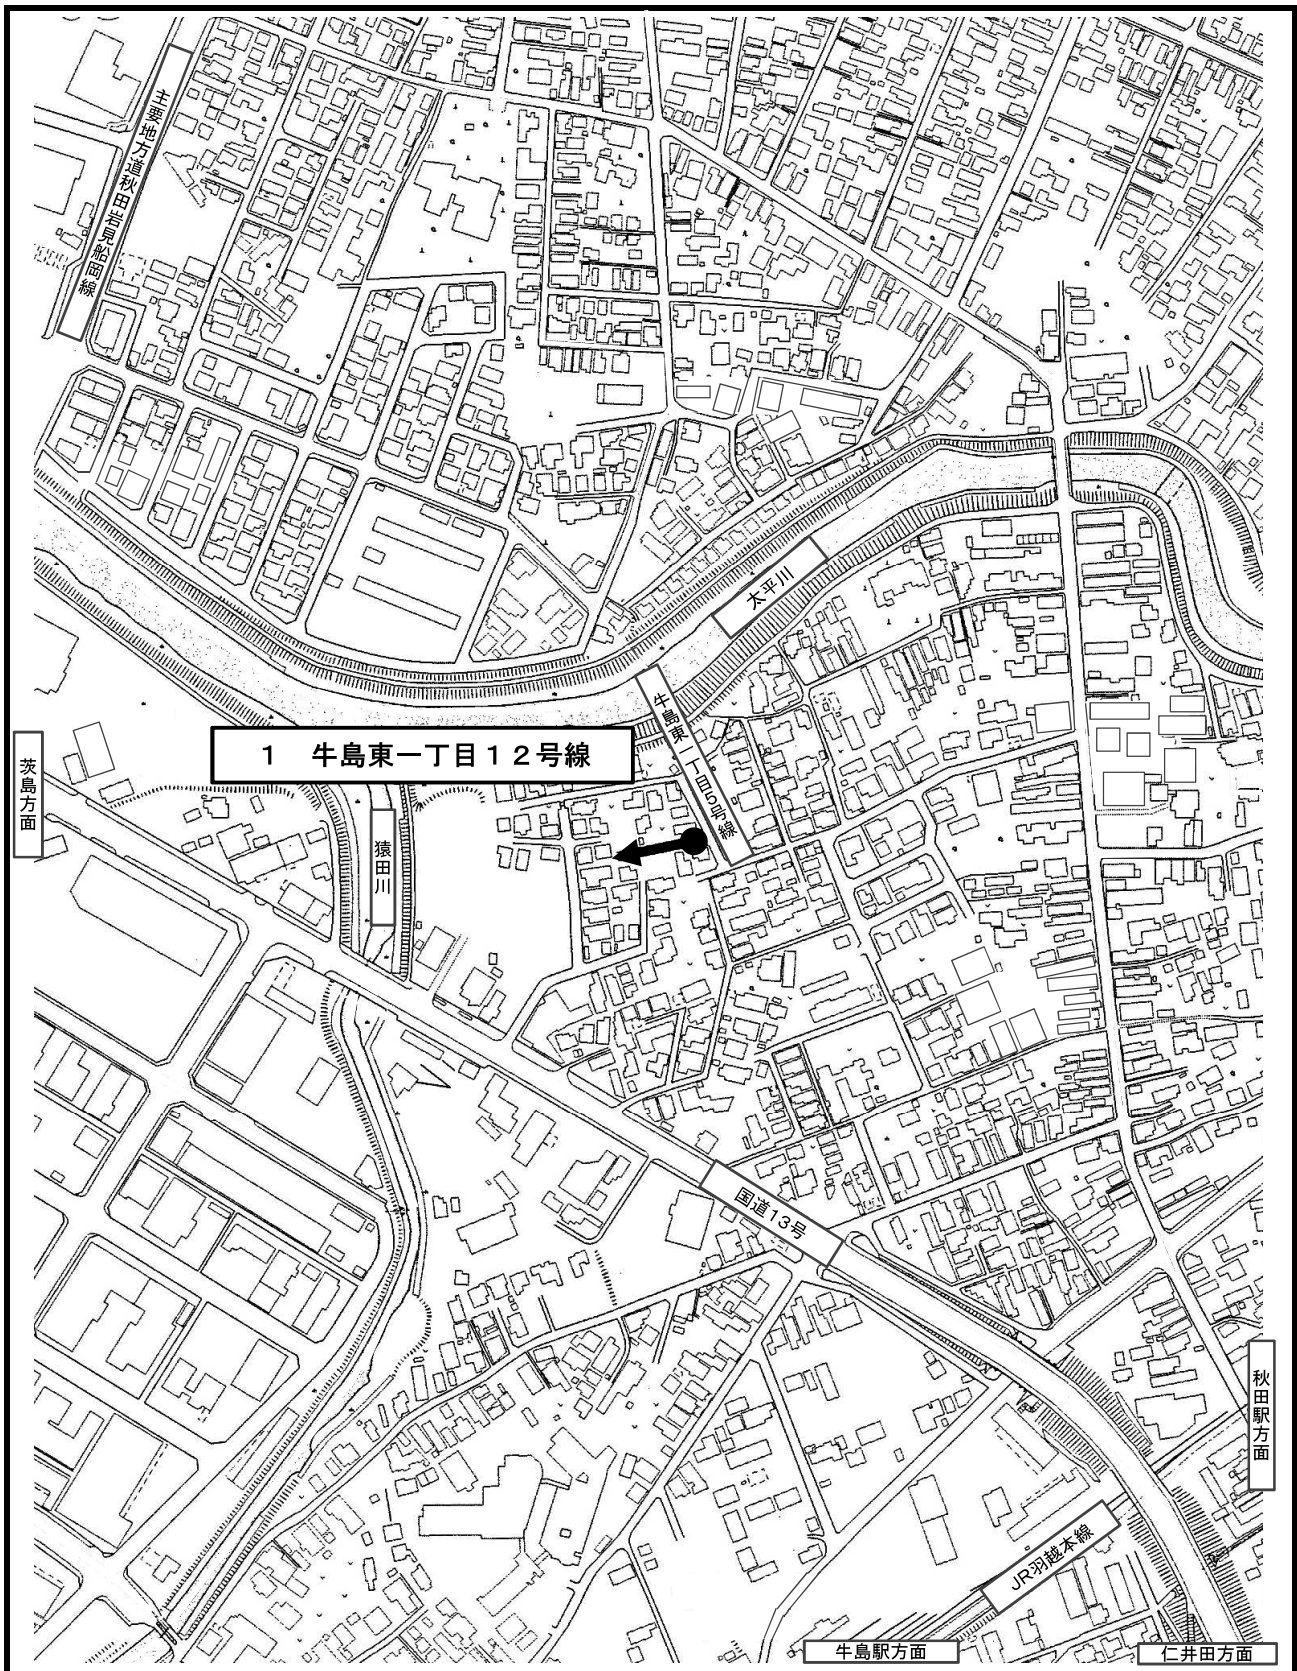 主要地方道秋田岩見船岡線
太平川
牛島東一丁目5号線
１　牛島東一丁目１２号線
茨島方面
猿田川
国道13号
秋田駅方面
JR羽越本線
牛島駅方面
仁井田方面